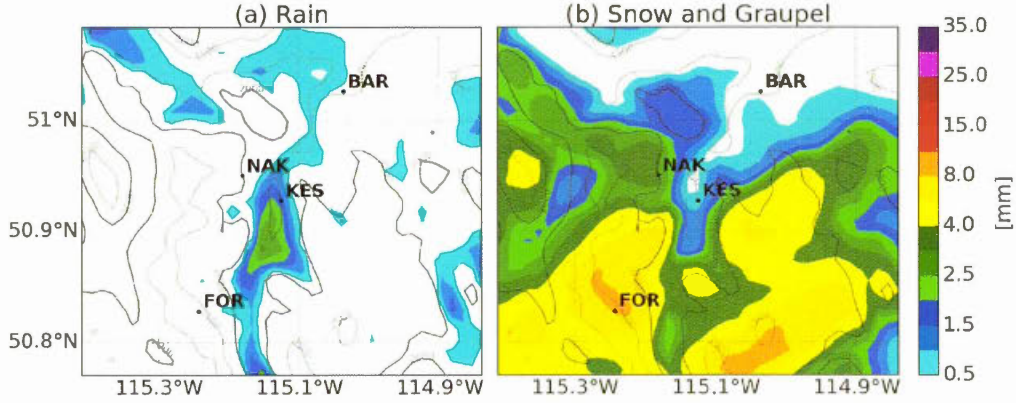 (a) Rain
(b) Snow and Graupel
BAR
NAK
KES
FOR
51°N
50.9°N
50.8°N
115.3°W 115.1°W 114.9°W
BAR
NAK
KES
FOR
115.3°W 115.1°W 114.9°W
35.0
25.0
15.0
8.0
4.0
2.5
1.5
0.5
[mm]